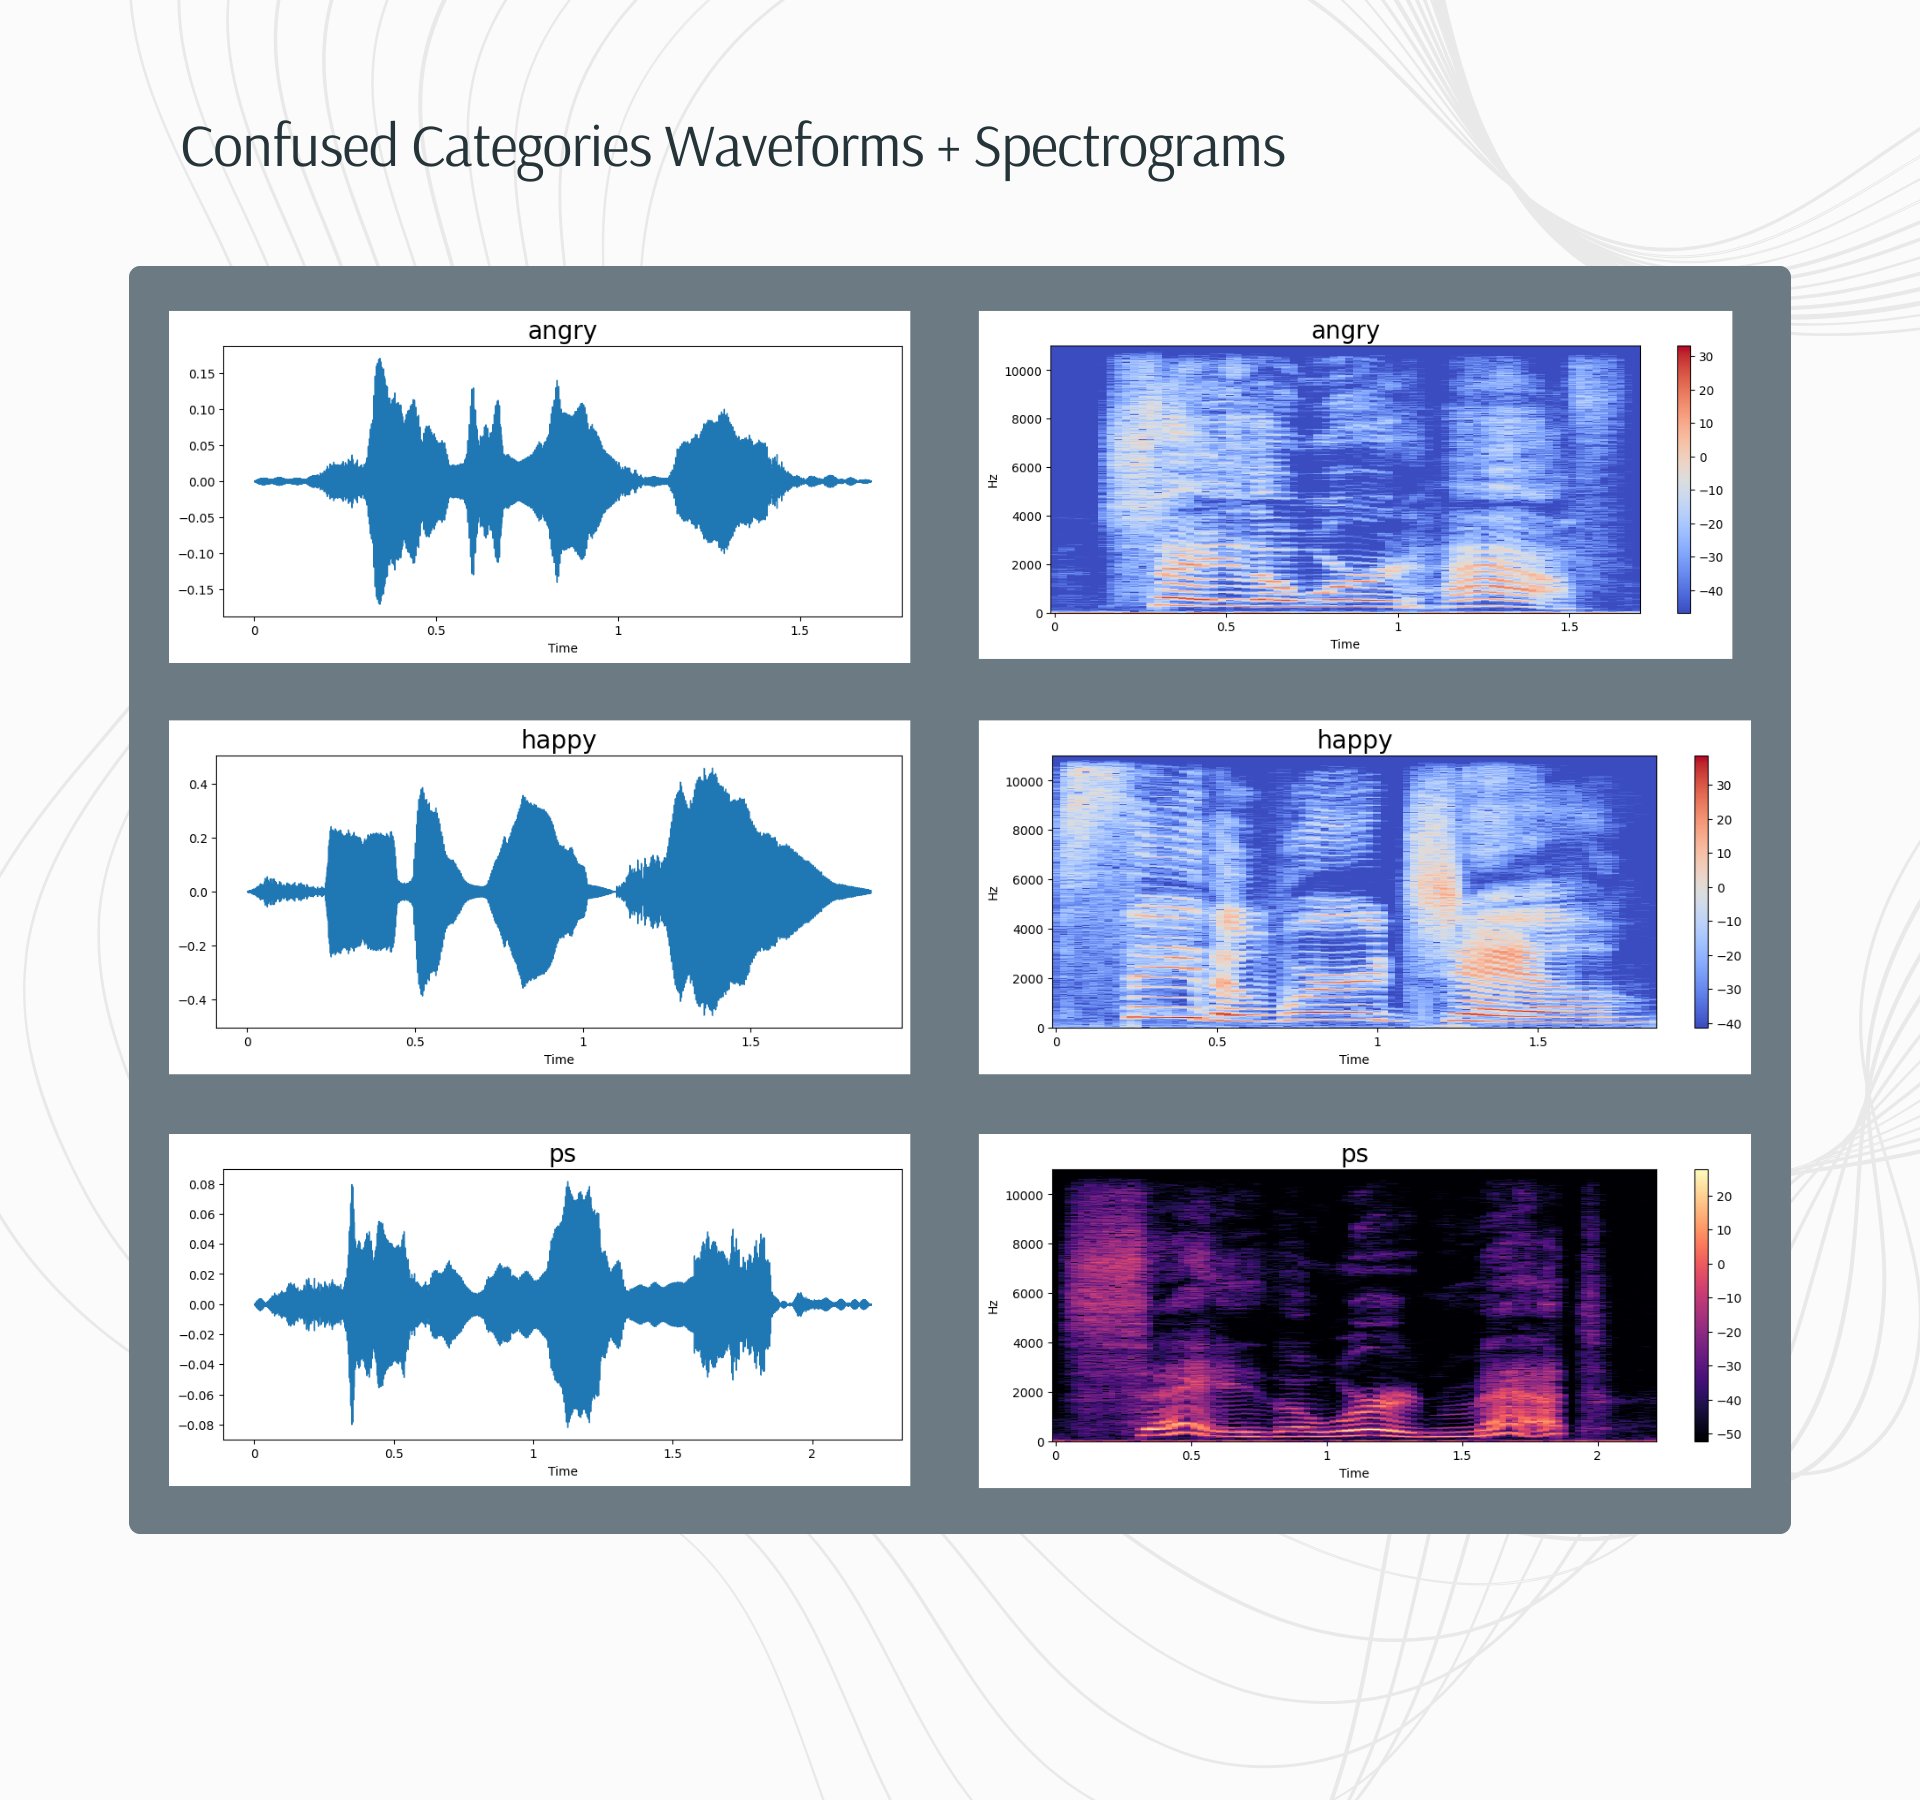 Confused Categories Waveforms + Spectrograms
angry
0.15
0.10
0.05
0.00
−0.05
−0.10
−0.15
0 0.5 1 1.5
Time
angry
10000
8000
6000
4000
2000
0
Hz
0 0.5 1 1.5
Time
30
20
10
0
−10
−20
−30
−40
happy
0.4
0.2
0.0
−0.2
−0.4
0 0.5 1 1.5
Time
happy
10000
8000
6000
4000
2000
0
Hz
0 0.5 1 1.5
Time
30
20
10
0
−10
−20
−30
−40
ps
0.08
0.06
0.04
0.02
0.00
−0.02
−0.04
−0.06
−0.08
0 0.5 1 1.5 2
Time
ps
10000
8000
6000
4000
2000
0
Hz
0 0.5 1 1.5 2
Time
20
10
0
−10
−20
−30
−40
−50